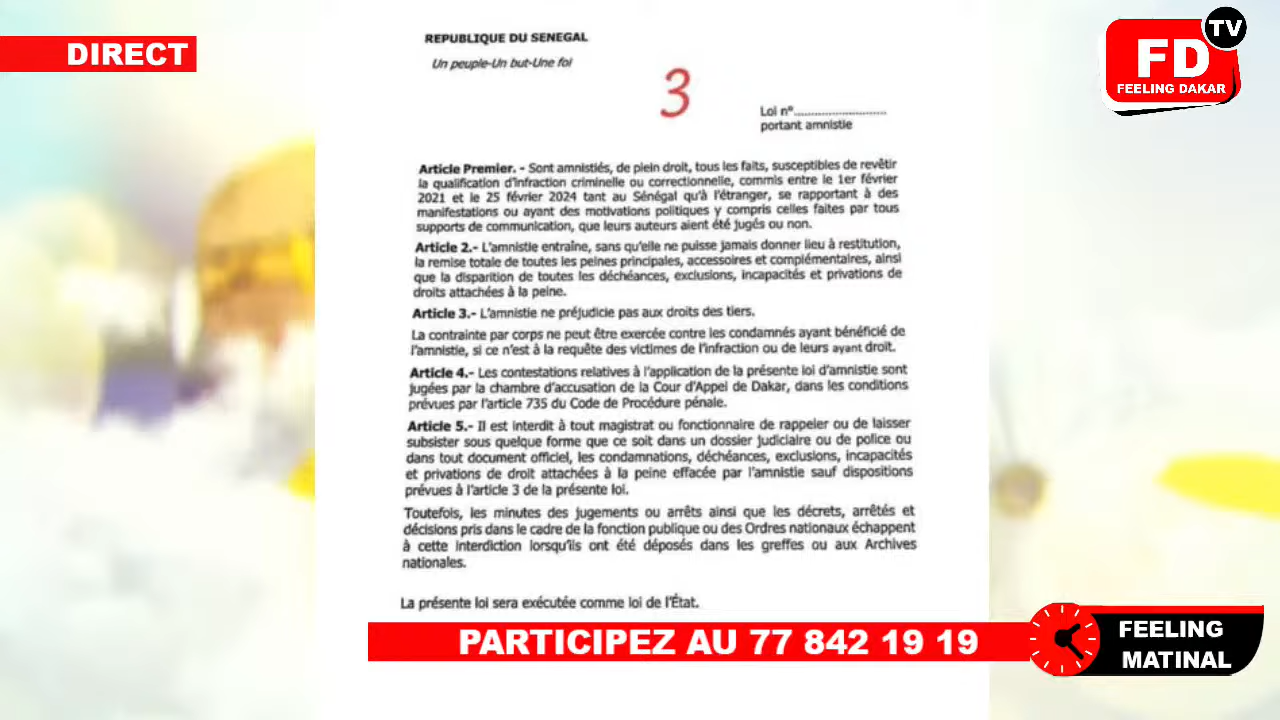 DIRECT
TV
FD
FEELING DAKAR
REPUBLIQUE DU SENEGAL
Un peuple-Un but-Une foi
3
Loi n°..........................
portant amnistie
Article Premier. - Sont amnistiés, de plein droit, tous les faits, susceptibles de revêtir
la qualification d'infraction criminelle ou correctionnelle, commis entre le 1er février
2021 et le 25 février 2024 tant au Sénégal qu'à l'étranger, se rapportant à des
manifestations ou ayant des motivations politiques y compris celles faites par tous
supports de communication, que leurs auteurs aient été jugés ou non.
Article 2.- L'amnistie entraîne, sans qu'elle ne puisse jamais donner lieu à restitution,
la remise totale de toutes les peines principales, accessoires et complémentaires, ainsi
que la disparition de toutes les déchéances, exclusions, incapacités et privations de
droits attachées à la peine.
Article 3.- L'amnistie ne préjudicie pas aux droits des tiers.
La contrainte par corps ne peut être exercée contre les condamnés ayant bénéficié de
l'amnistie, si ce n'est à la requête des victimes de l'infraction ou de leurs ayant droit.
Article 4.- Les contestations relatives à l'application de la présente loi d'amnistie sont
jugées par la chambre d'accusation de la Cour d'Appel de Dakar, dans les conditions
prévues par l'article 735 du Code de Procédure pénale.
Article 5.- Il est interdit à tout magistrat ou fonctionnaire de rappeler ou de laisser
subsister sous quelque forme que ce soit dans un dossier judiciaire ou de police ou
dans tout document officiel, les condamnations, déchéances, exclusions, incapacités
et privations de droit attachées à la peine effacée par l'amnistie sauf dispositions
prévues à l'article 3 de la présente loi.
Toutefois, les minutes des jugements ou arrêts ainsi que les décrets, arrêtés et
décisions pris dans le cadre de la fonction publique ou des Ordres nationaux échappent
à cette interdiction lorsqu'ils ont été déposés dans les greffes ou aux Archives
nationales.
La présente loi sera exécutée comme loi de l'État.
PARTICIPEZ AU 77 842 19 19
FEELING
MATINAL